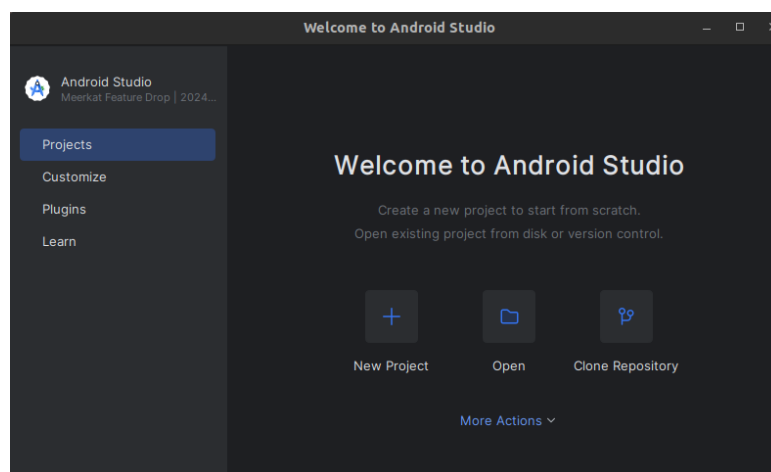 Welcome to Android Studio
Android Studio
Meerkat Feature Drop | 2024...
Projects
Customize
Plugins
Learn
Welcome to Android Studio
Create a new project to start from scratch.
Open existing project from disk or version control.
New Project
Open
Clone Repository
More Actions